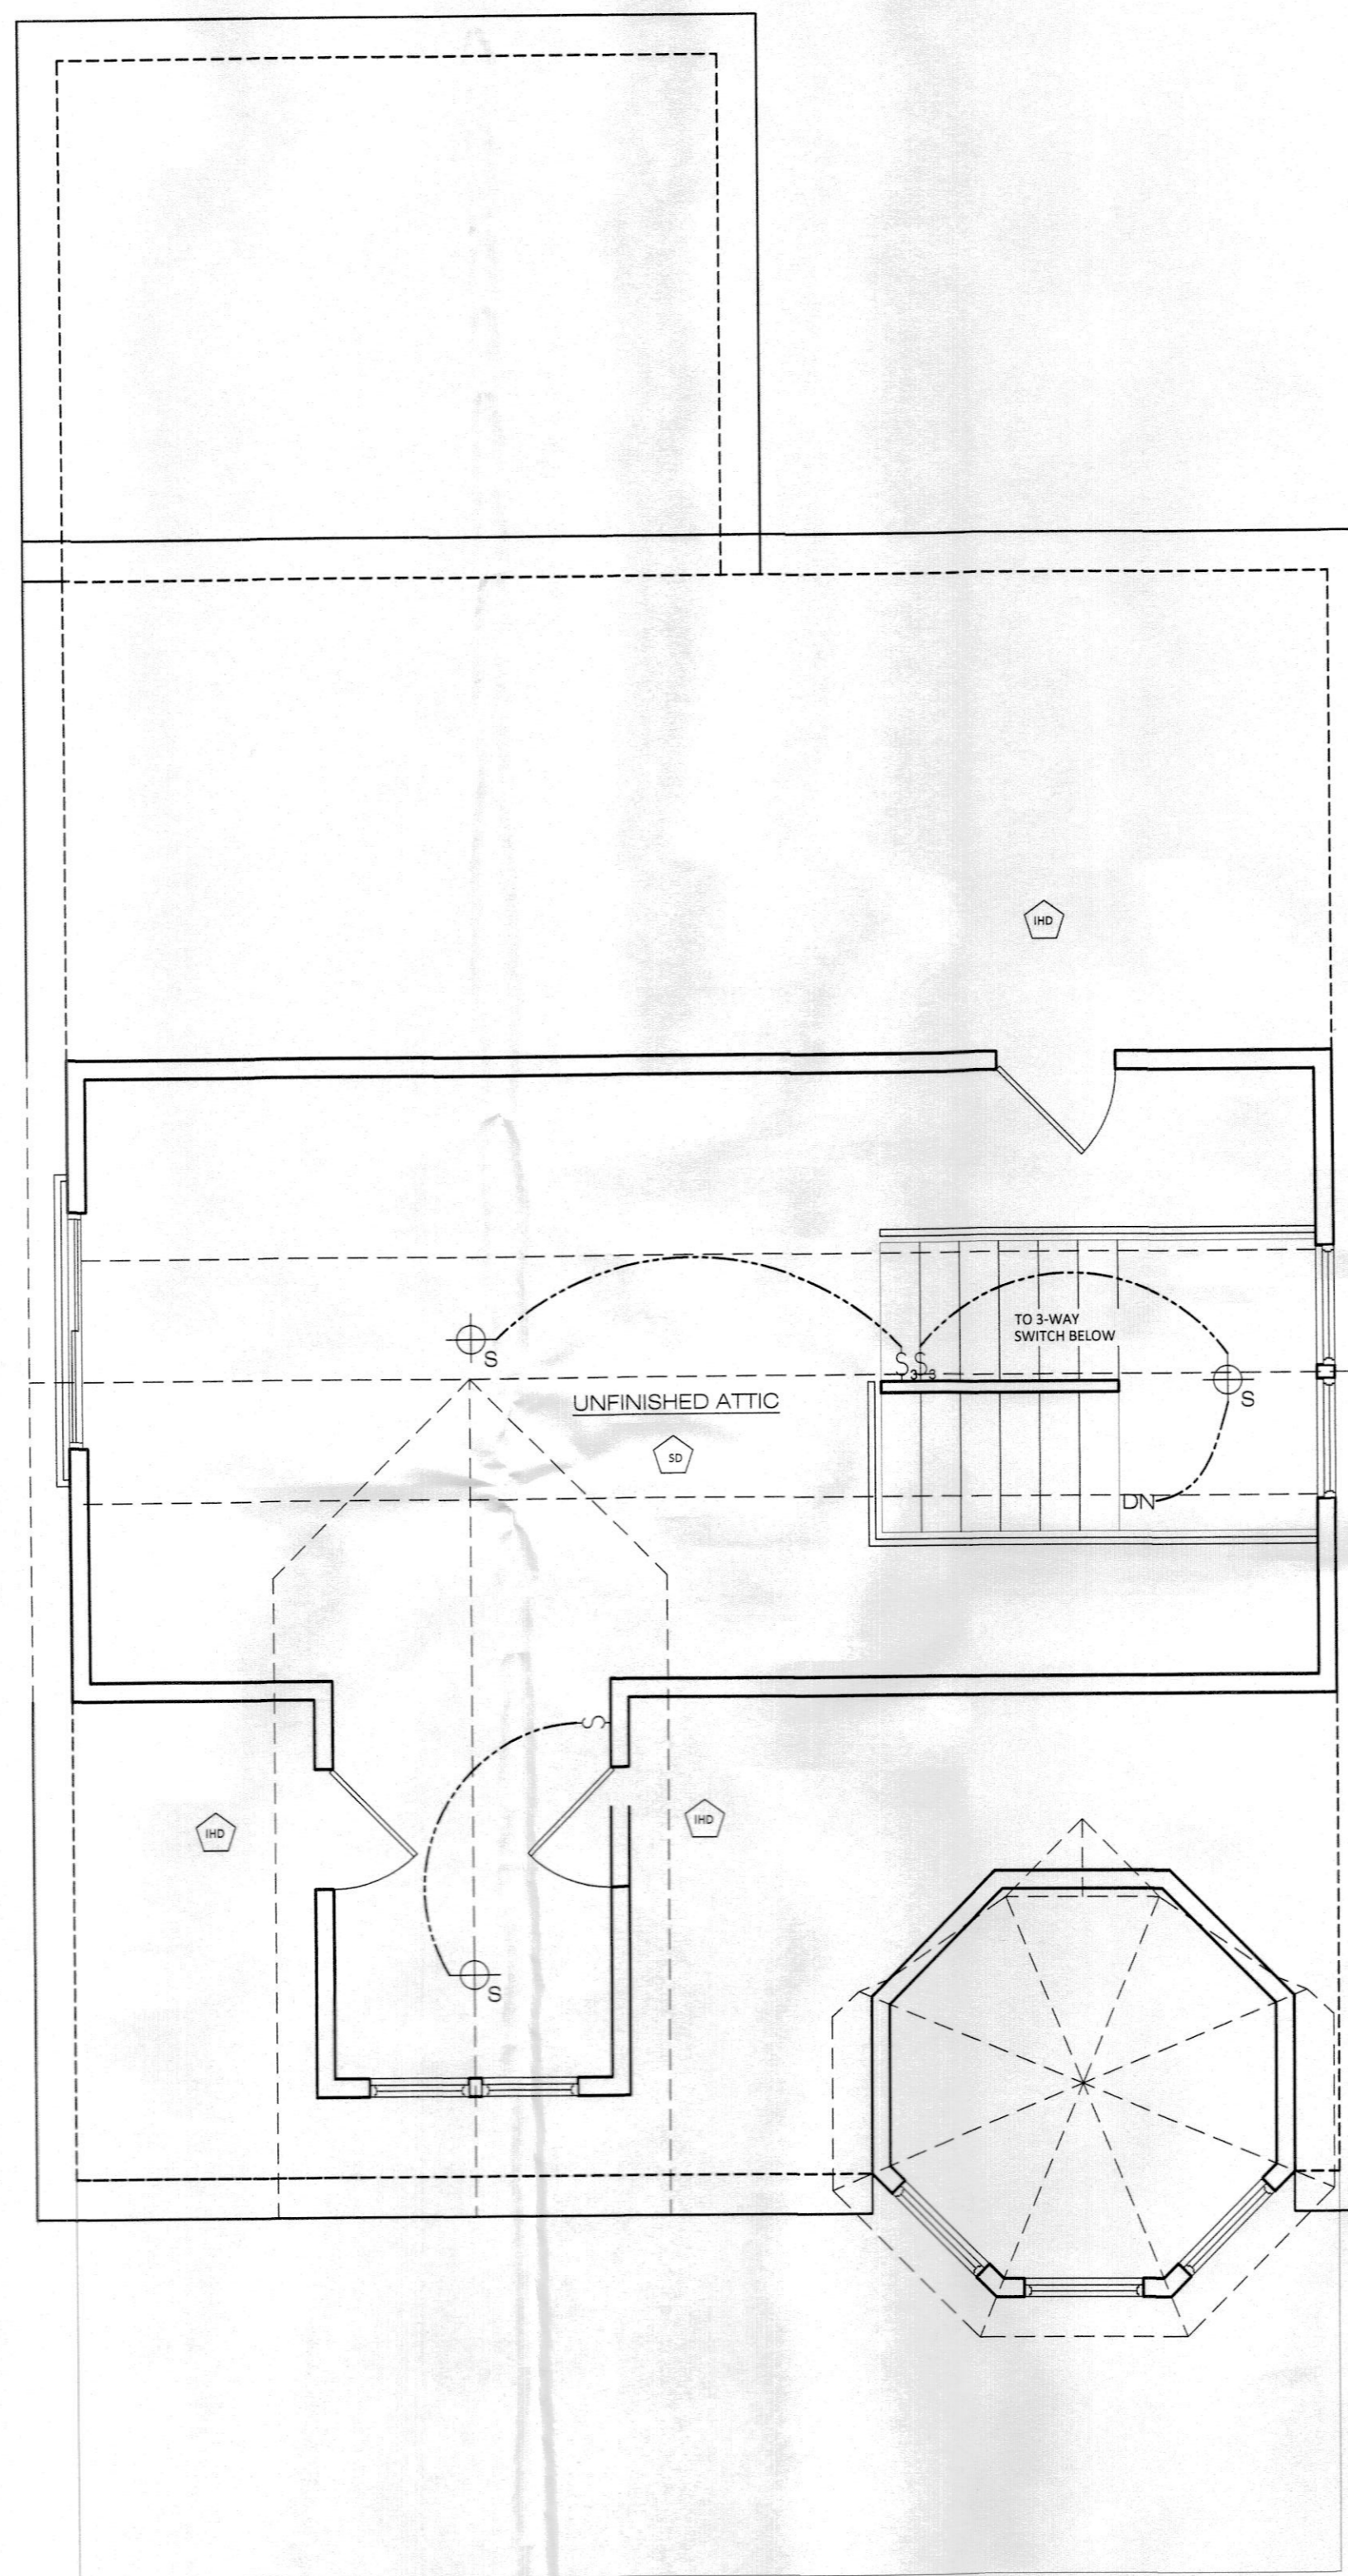 IHD
TO 3-WAY
SWITCH BELOW
S
S₃S₃
S
UNFINISHED ATTIC
SD
DN
S
IHD
IHD
S